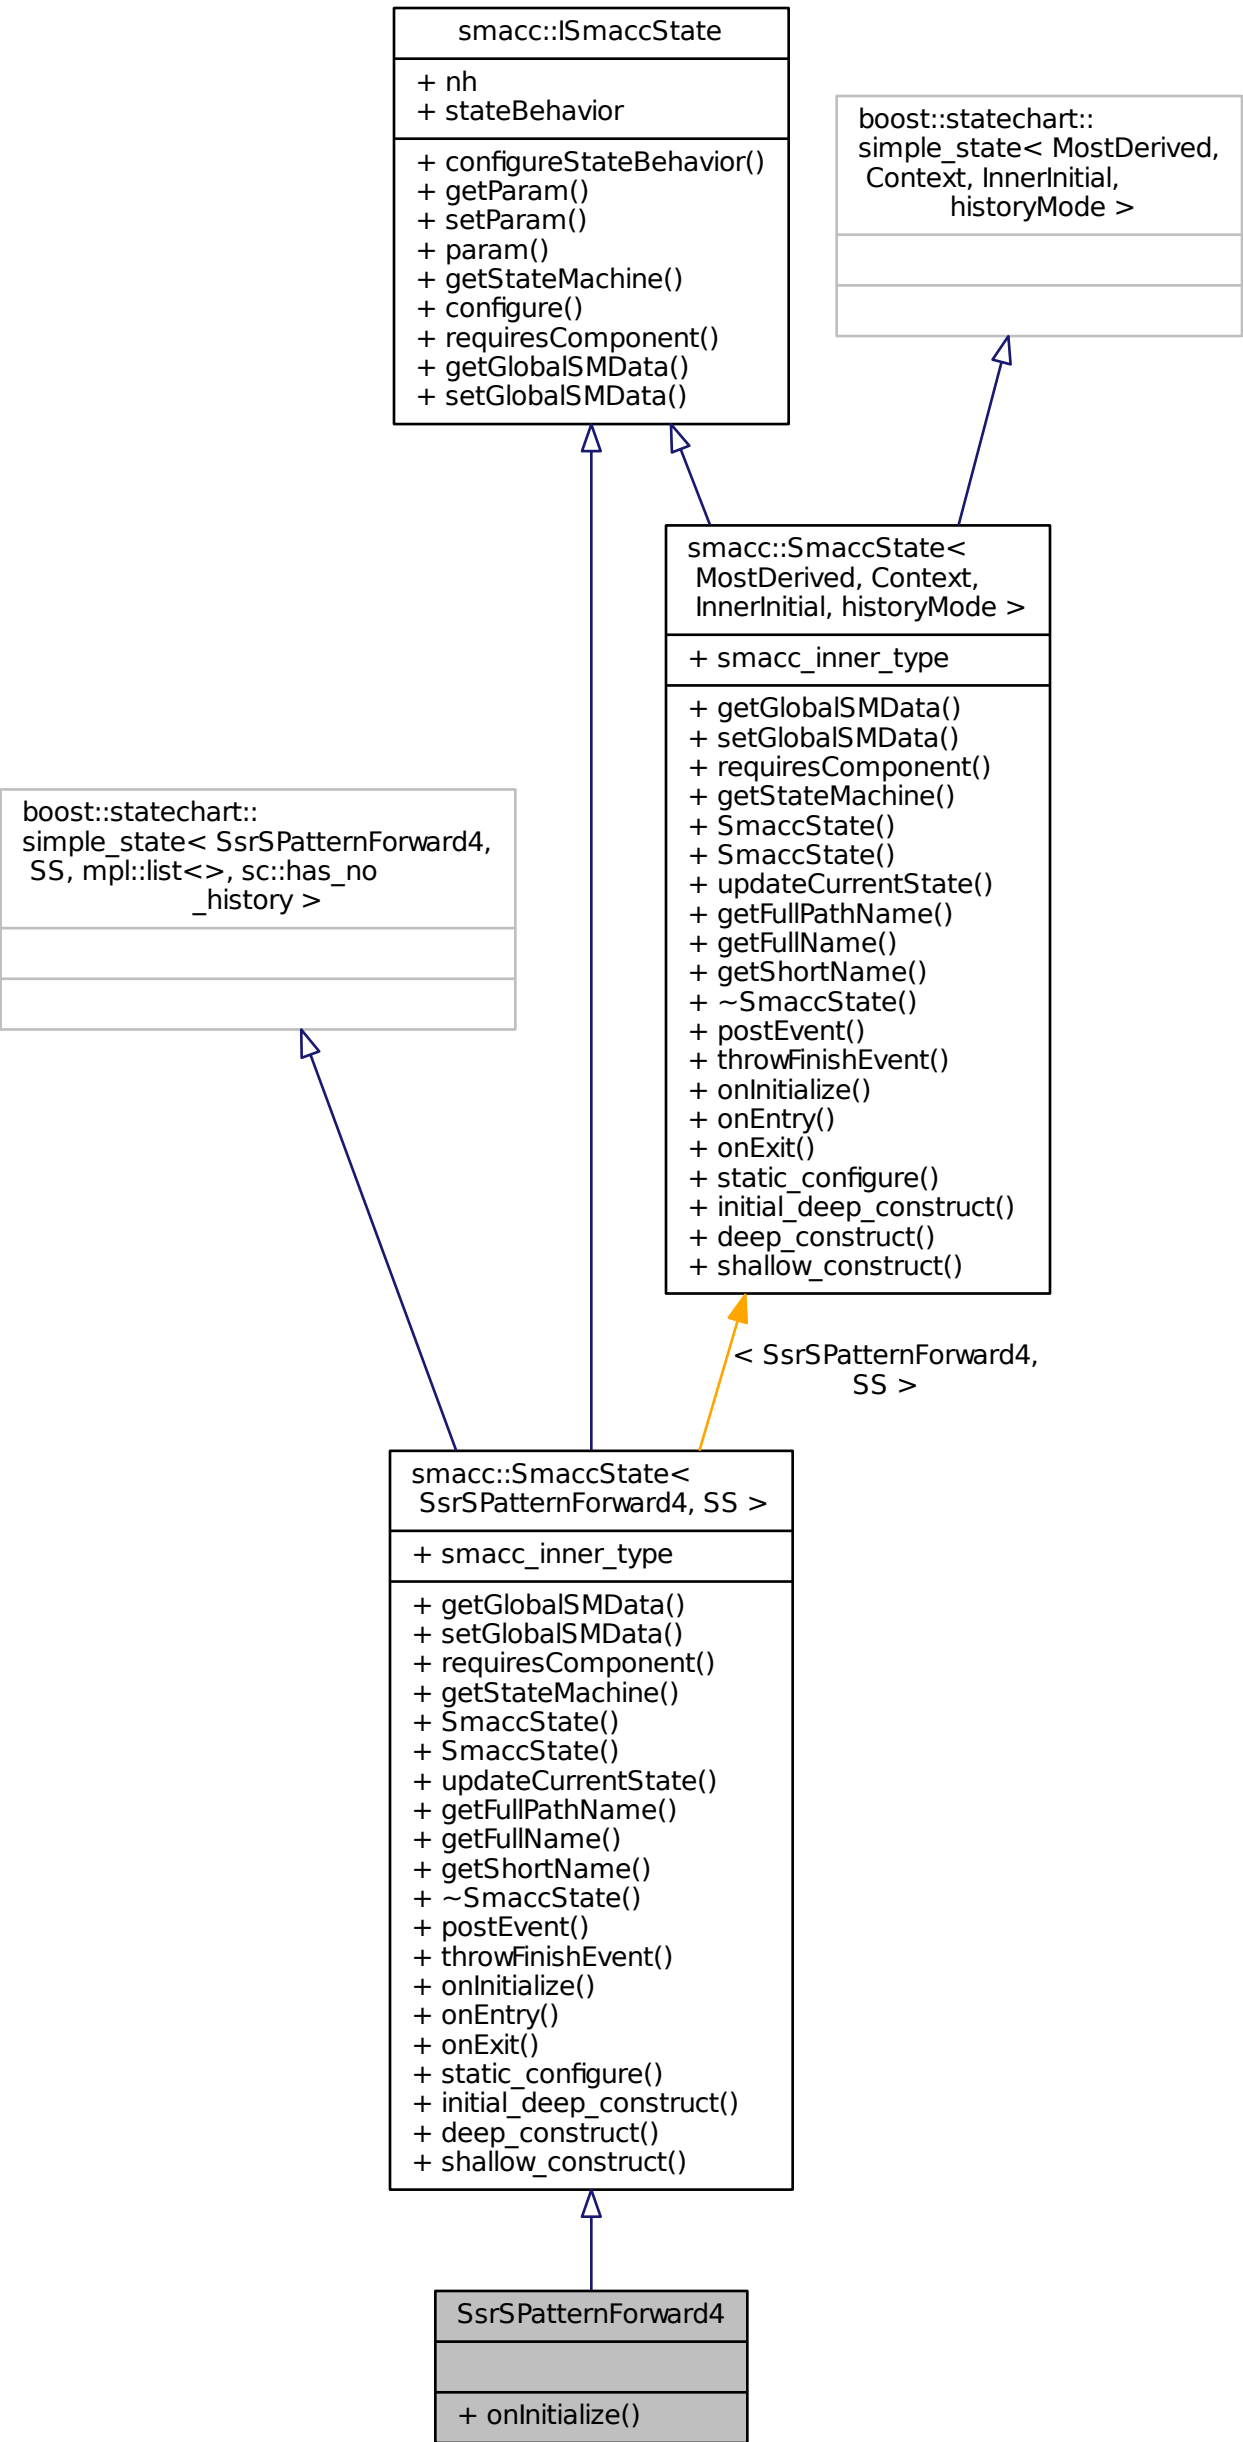 smacc::ISmaccState
+ nh
+ stateBehavior
+ configureStateBehavior()
+ getParam()
+ setParam()
+ param()
+ getStateMachine()
+ configure()
+ requiresComponent()
+ getGlobalSMData()
+ setGlobalSMData()
boost::statechart::
simple_state< MostDerived,
Context, InnerInitial,
historyMode >
smacc::SmaccState<
MostDerived, Context,
InnerInitial, historyMode >
+ smacc_inner_type
+ getGlobalSMData()
+ setGlobalSMData()
+ requiresComponent()
+ getStateMachine()
+ SmaccState()
+ SmaccState()
+ updateCurrentState()
+ getFullPathName()
+ getFullName()
+ getShortName()
+ ~SmaccState()
+ postEvent()
+ throwFinishEvent()
+ onInitialize()
+ onEntry()
+ onExit()
+ static_configure()
+ initial_deep_construct()
+ deep_construct()
+ shallow_construct()
boost::statechart::
simple_state< SsrSPatternForward4,
SS, mpl::list<>, sc::has_no
_history >
< SsrSPatternForward4,
SS >
smacc::SmaccState<
SsrSPatternForward4, SS >
+ smacc_inner_type
+ getGlobalSMData()
+ setGlobalSMData()
+ requiresComponent()
+ getStateMachine()
+ SmaccState()
+ SmaccState()
+ updateCurrentState()
+ getFullPathName()
+ getFullName()
+ getShortName()
+ ~SmaccState()
+ postEvent()
+ throwFinishEvent()
+ onInitialize()
+ onEntry()
+ onExit()
+ static_configure()
+ initial_deep_construct()
+ deep_construct()
+ shallow_construct()
SsrSPatternForward4
+ onInitialize()